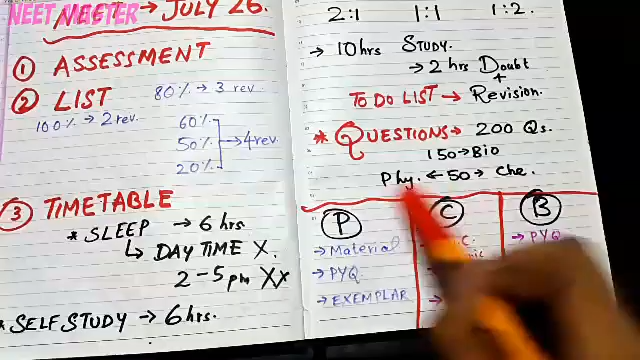 NEET MEETER
NEET → JULY 26.
① ASSESSMENT
② LIST
80% → 3 rev.
100% → 2 rev.
60%
50% → 4 rev
20%
③ TIMETABLE
* SLEEP → 6 hrs
↳ DAY TIME X.
2-5 pm XX
* SELF STUDY → 6 hrs.
2:1 1:1 1:2
→ 10 hrs STUDY.
→ 2 hrs Doubt
+
TO DO LIST → Revision.
* QUESTIONS → 200 Qs.
150 → Bio
Phy. ← 50 → Che.
P C B
→ Material
→ PYQ
→ EXEMPLAR
→ PYQ